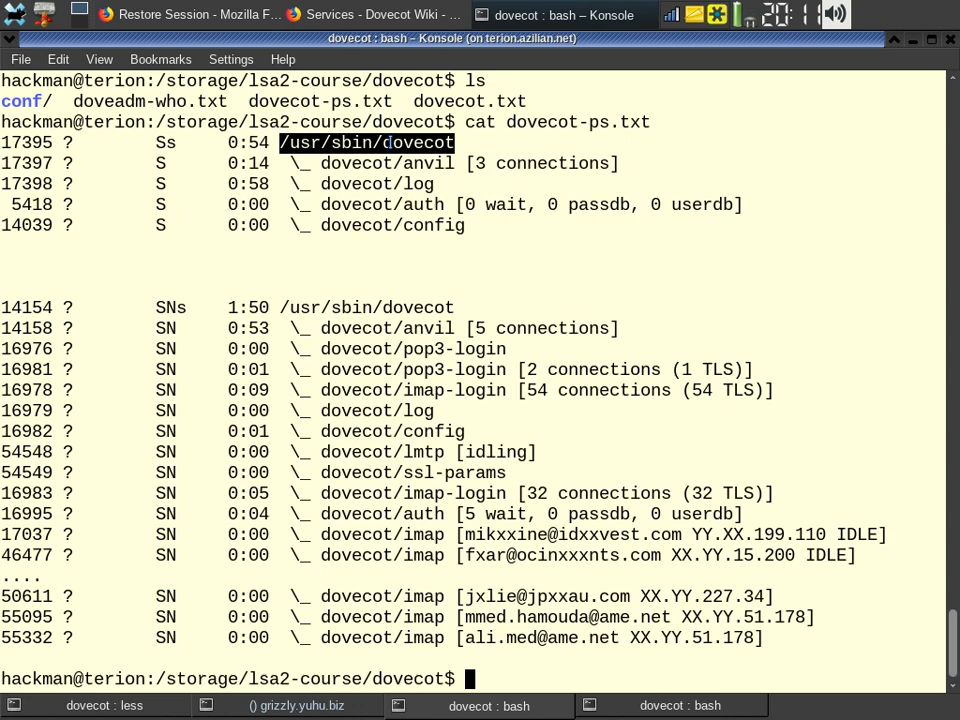 Restore Session - Mozilla F... Services - Dovecot Wiki - ... dovecot : bash – Konsole
dovecot : bash – Konsole (on terion.azilian.net)
File Edit View Bookmarks Settings Help
hackman@terion:/storage/lsa2-course/dovecot$ ls
conf/ doveadm-who.txt dovecot-ps.txt dovecot.txt
hackman@terion:/storage/lsa2-course/dovecot$ cat dovecot-ps.txt
17395 ? Ss 0:54 /usr/sbin/dovecot
17397 ? S 0:14 \_ dovecot/anvil [3 connections]
17398 ? S 0:58 \_ dovecot/log
5418 ? S 0:00 \_ dovecot/auth [0 wait, 0 passdb, 0 userdb]
14039 ? S 0:00 \_ dovecot/config
14154 ? SNs 1:50 /usr/sbin/dovecot
14158 ? SN 0:53 \_ dovecot/anvil [5 connections]
16976 ? SN 0:00 \_ dovecot/pop3-login
16981 ? SN 0:01 \_ dovecot/pop3-login [2 connections (1 TLS)]
16978 ? SN 0:09 \_ dovecot/imap-login [54 connections (54 TLS)]
16979 ? SN 0:00 \_ dovecot/log
16982 ? SN 0:01 \_ dovecot/config
54548 ? SN 0:00 \_ dovecot/lmtp [idling]
54549 ? SN 0:00 \_ dovecot/ssl-params
16983 ? SN 0:05 \_ dovecot/imap-login [32 connections (32 TLS)]
16995 ? SN 0:04 \_ dovecot/auth [5 wait, 0 passdb, 0 userdb]
17037 ? SN 0:00 \_ dovecot/imap [mikxxine@idxxvest.com YY.XX.199.110 IDLE]
46477 ? SN 0:00 \_ dovecot/imap [fxar@ocinxxxnts.com XX.YY.15.200 IDLE]
....
50611 ? SN 0:00 \_ dovecot/imap [jxlie@jpxxau.com XX.YY.227.34]
55095 ? SN 0:00 \_ dovecot/imap [mmed.hamouda@ame.net XX.YY.51.178]
55332 ? SN 0:00 \_ dovecot/imap [ali.med@ame.net XX.YY.51.178]
hackman@terion:/storage/lsa2-course/dovecot$
dovecot : less () grizzly.yuhu.biz dovecot : bash dovecot : bash